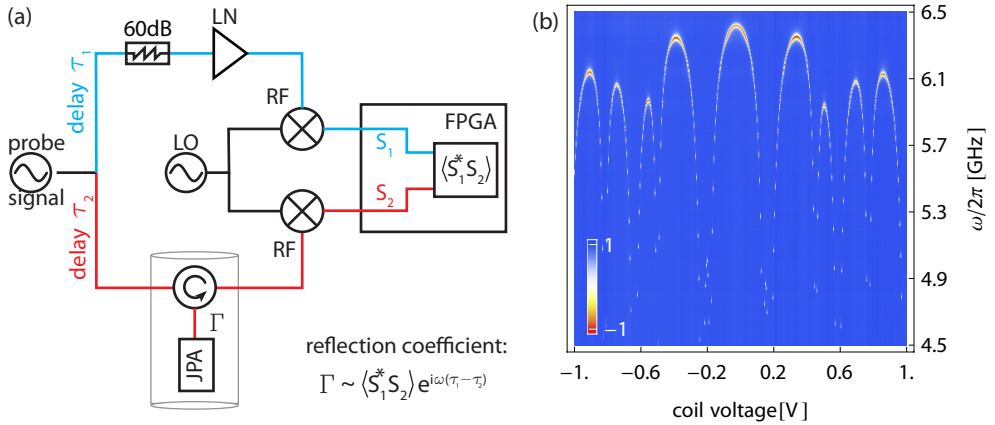 (a)
60dB
LN
delay τ₁
RF
FPGA
probe
signal
LO
S₁
⟨S₁*S₂⟩
S₂
delay τ₂
RF
Γ
JPA
reflection coefficient:
Γ ~ ⟨S₁*S₂⟩ e^{iω(τ₁−τ₂)}
(b)
6.5
6.1
5.7
5.3
4.9
4.5
ω/2π [GHz]
1
−1
−1. −0.6 −0.2 0.2 0.6 1.
coil voltage[V]